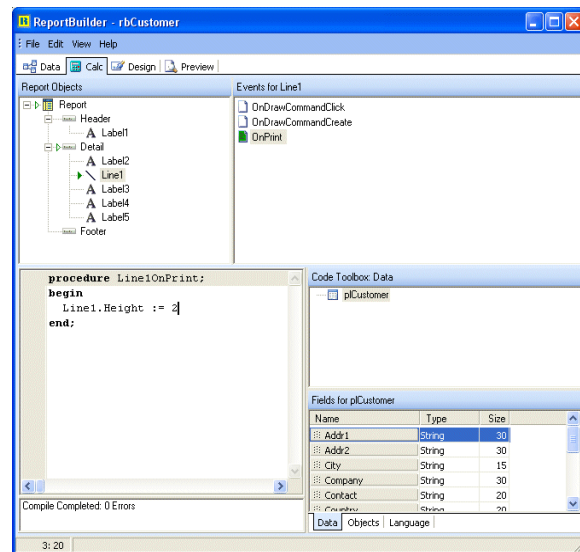 ReportBuilder - rbCustomer
File Edit View Help
Data Calc Design Preview
Report Objects
Events for Line1
Report
Header
Label1
Detail
Label2
Line1
Label3
Label4
Label5
Footer
OnDrawCommandClick
OnDrawCommandCreate
OnPrint
procedure Line1OnPrint;
begin
Line1.Height := 2
end;
Compile Completed: 0 Errors
Code Toolbox: Data
plCustomer
Fields for plCustomer
Name Type Size
Addr1 String 30
Addr2 String 30
City String 15
Company String 30
Contact String 20
Country String 20
Data Objects Language
3: 20